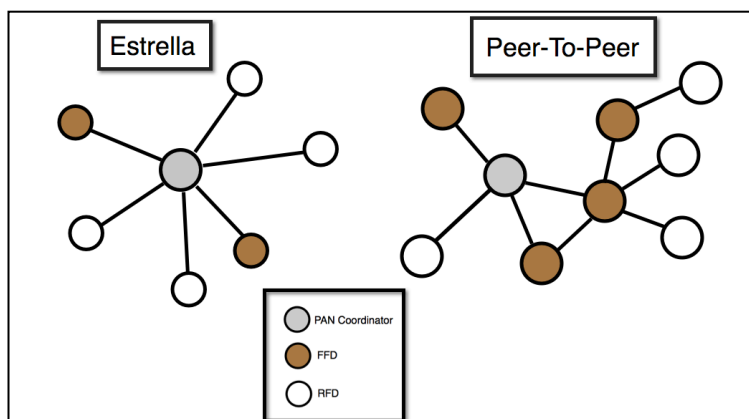 Estrella
Peer-To-Peer
PAN Coordinator
FFD
RFD